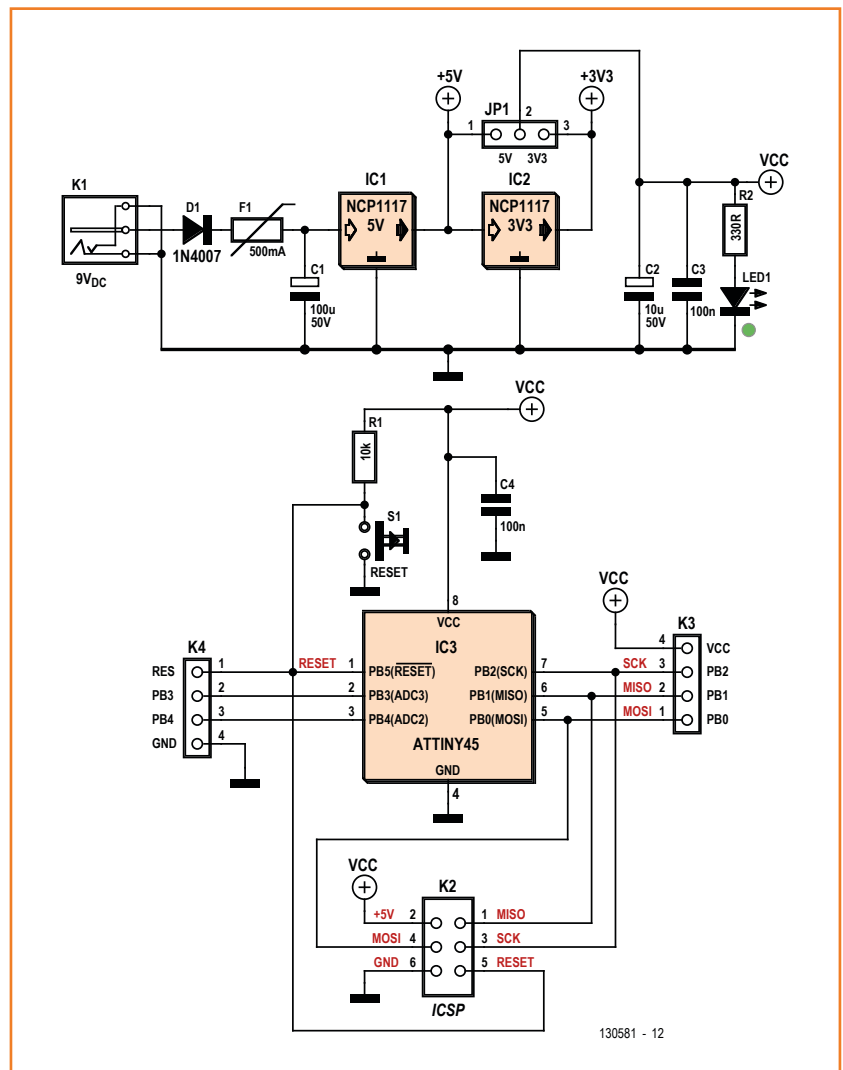 +5V
+3V3
JP1
1 2 3
5V 3V3
VCC
K1
9VDC
D1
1N4007
F1
500mA
IC1
NCP1117
5V
IC2
NCP1117
3V3
C1
100u
50V
C2
10u
50V
C3
100n
R2
330R
LED1
VCC
R1
10k
C4
100n
S1
RESET
VCC
K4
RES 1 RESET 1
PB3 2 2
PB4 3 3
GND 4
8
VCC
IC3
PB5(RESET)
PB3(ADC3)
PB4(ADC2)
PB2(SCK)
PB1(MISO)
PB0(MOSI)
ATTINY45
GND
4
K3
4 VCC
7 SCK 3 PB2
6 MISO 2 PB1
5 MOSI 1 PB0
VCC
K2
+5V 2 1 MISO
MOSI 4 3 SCK
GND 6 5 RESET
ICSP
130581 - 12